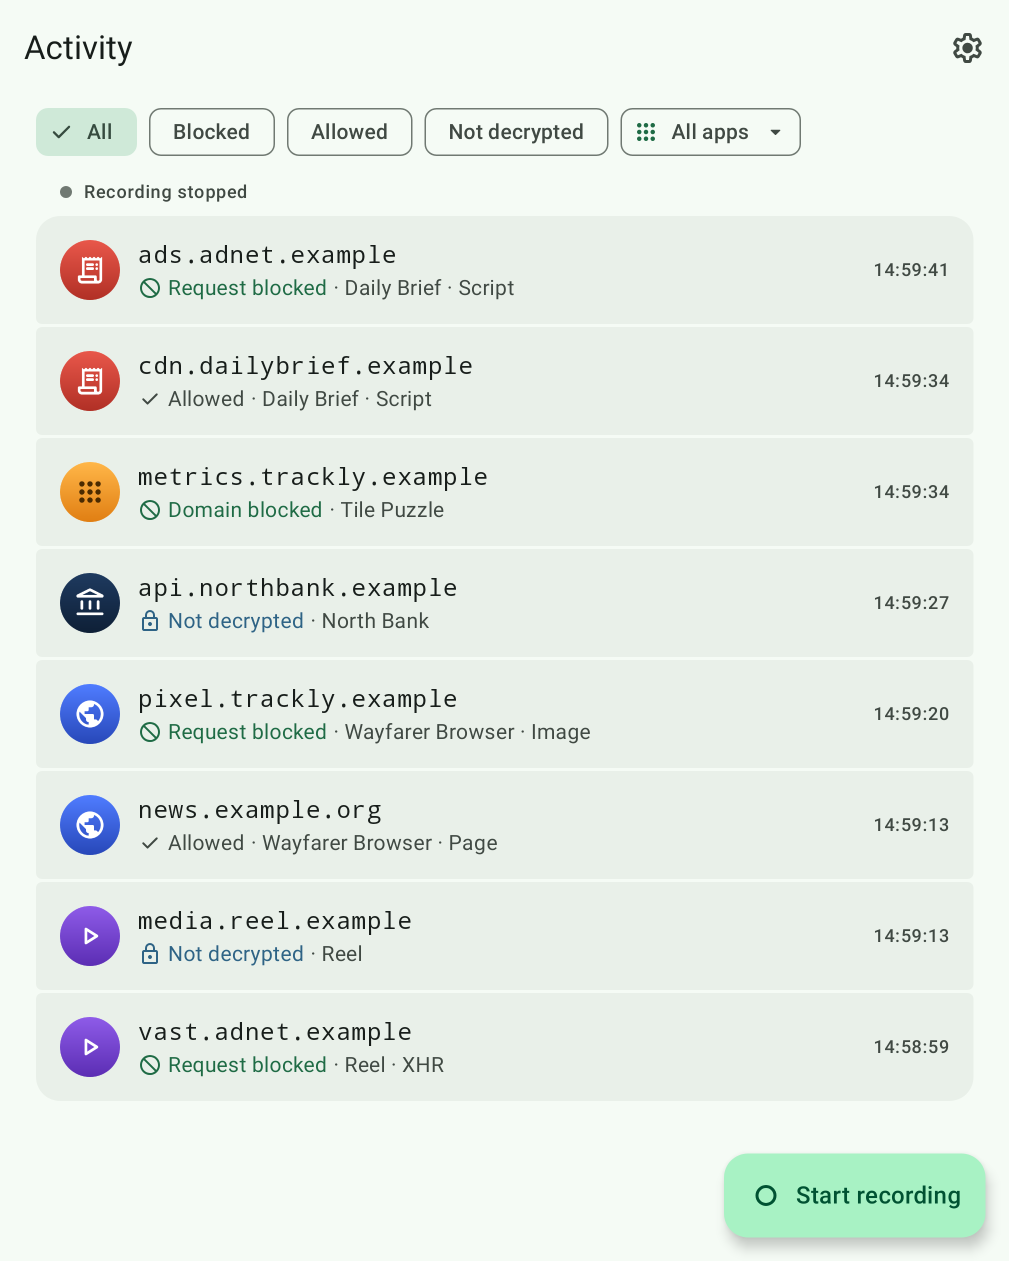 Activity
All
Blocked
Allowed
Not decrypted
All apps
Recording stopped
ads.adnet.example
Request blocked · Daily Brief · Script
14:59:41
cdn.dailybrief.example
Allowed · Daily Brief · Script
14:59:34
metrics.trackly.example
Domain blocked · Tile Puzzle
14:59:34
api.northbank.example
Not decrypted · North Bank
14:59:27
pixel.trackly.example
Request blocked · Wayfarer Browser · Image
14:59:20
news.example.org
Allowed · Wayfarer Browser · Page
14:59:13
media.reel.example
Not decrypted · Reel
14:59:13
vast.adnet.example
Request blocked · Reel · XHR
14:58:59
Start recording